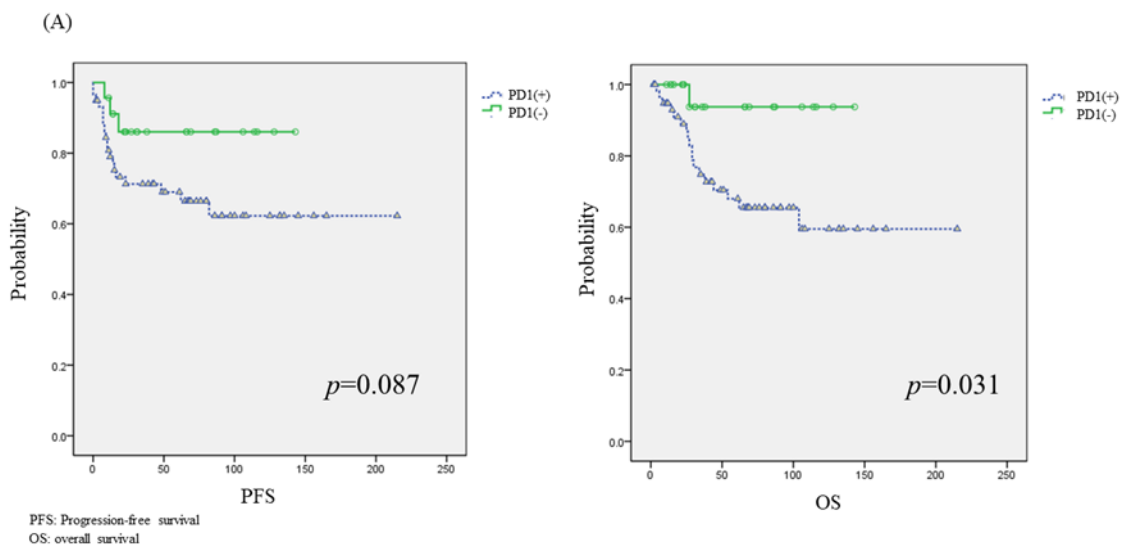 (A)
1.0
0.8
0.6
0.4
0.2
0.0
Probability
0 50 100 150 200 250
PFS
PD1(+)
PD1(-)
p=0.087
1.0
0.8
0.6
0.4
0.2
0.0
Probability
0 50 100 150 200 250
OS
PD1(+)
PD1(-)
p=0.031
PFS: Progression-free survival
OS: overall survival